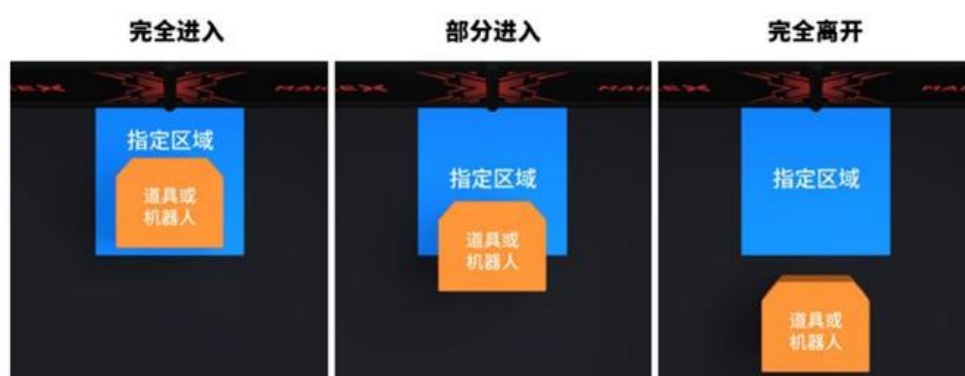 完全进入
部分进入
完全离开
指定区域
道具或
机器人
指定区域
道具或
机器人
指定区域
道具或
机器人